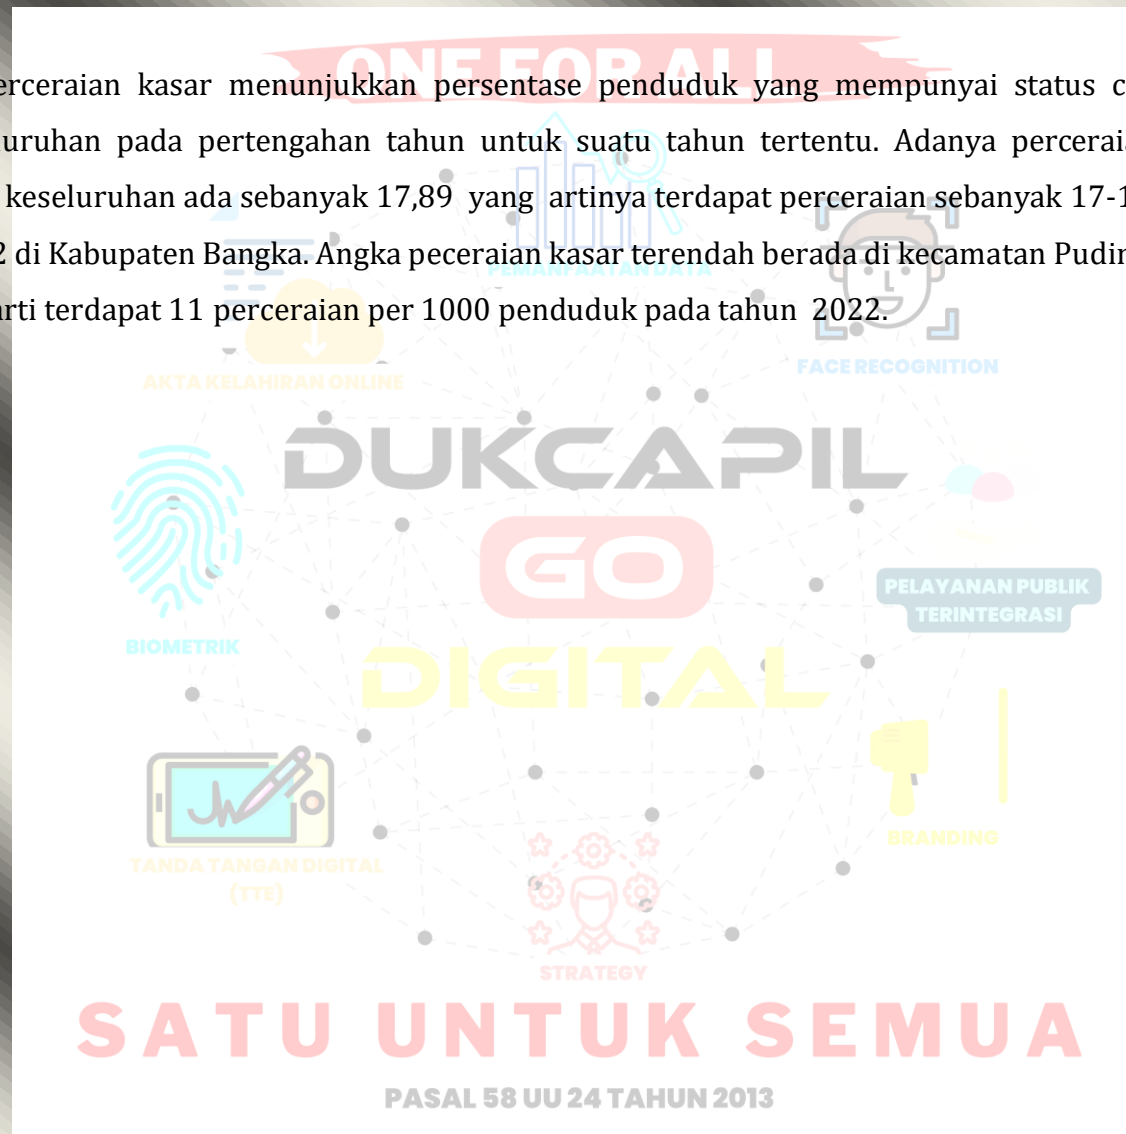 ONE FOR ALL
erceraian kasar menunjukkan persentase penduduk yang mempunyai status c
uruhan pada pertengahan tahun untuk suatu tahun tertentu. Adanya perceraia
keseluruhan ada sebanyak 17,89 yang artinya terdapat perceraian sebanyak 17-1
2 di Kabupaten Bangka. Angka peceraian kasar terendah berada di kecamatan Pudin
arti terdapat 11 perceraian per 1000 penduduk pada tahun 2022.
PEMANFAATAN DATA
FACE RECOGNITION
AKTA KELAHIRAN ONLINE
DUKCAPIL
GO
DIGITAL
PELAYANAN PUBLIK
TERINTEGRASI
BIOMETRIK
BRANDING
TANDA TANGAN DIGITAL
(TTE)
STRATEGY
SATU UNTUK SEMUA
PASAL 58 UU 24 TAHUN 2013